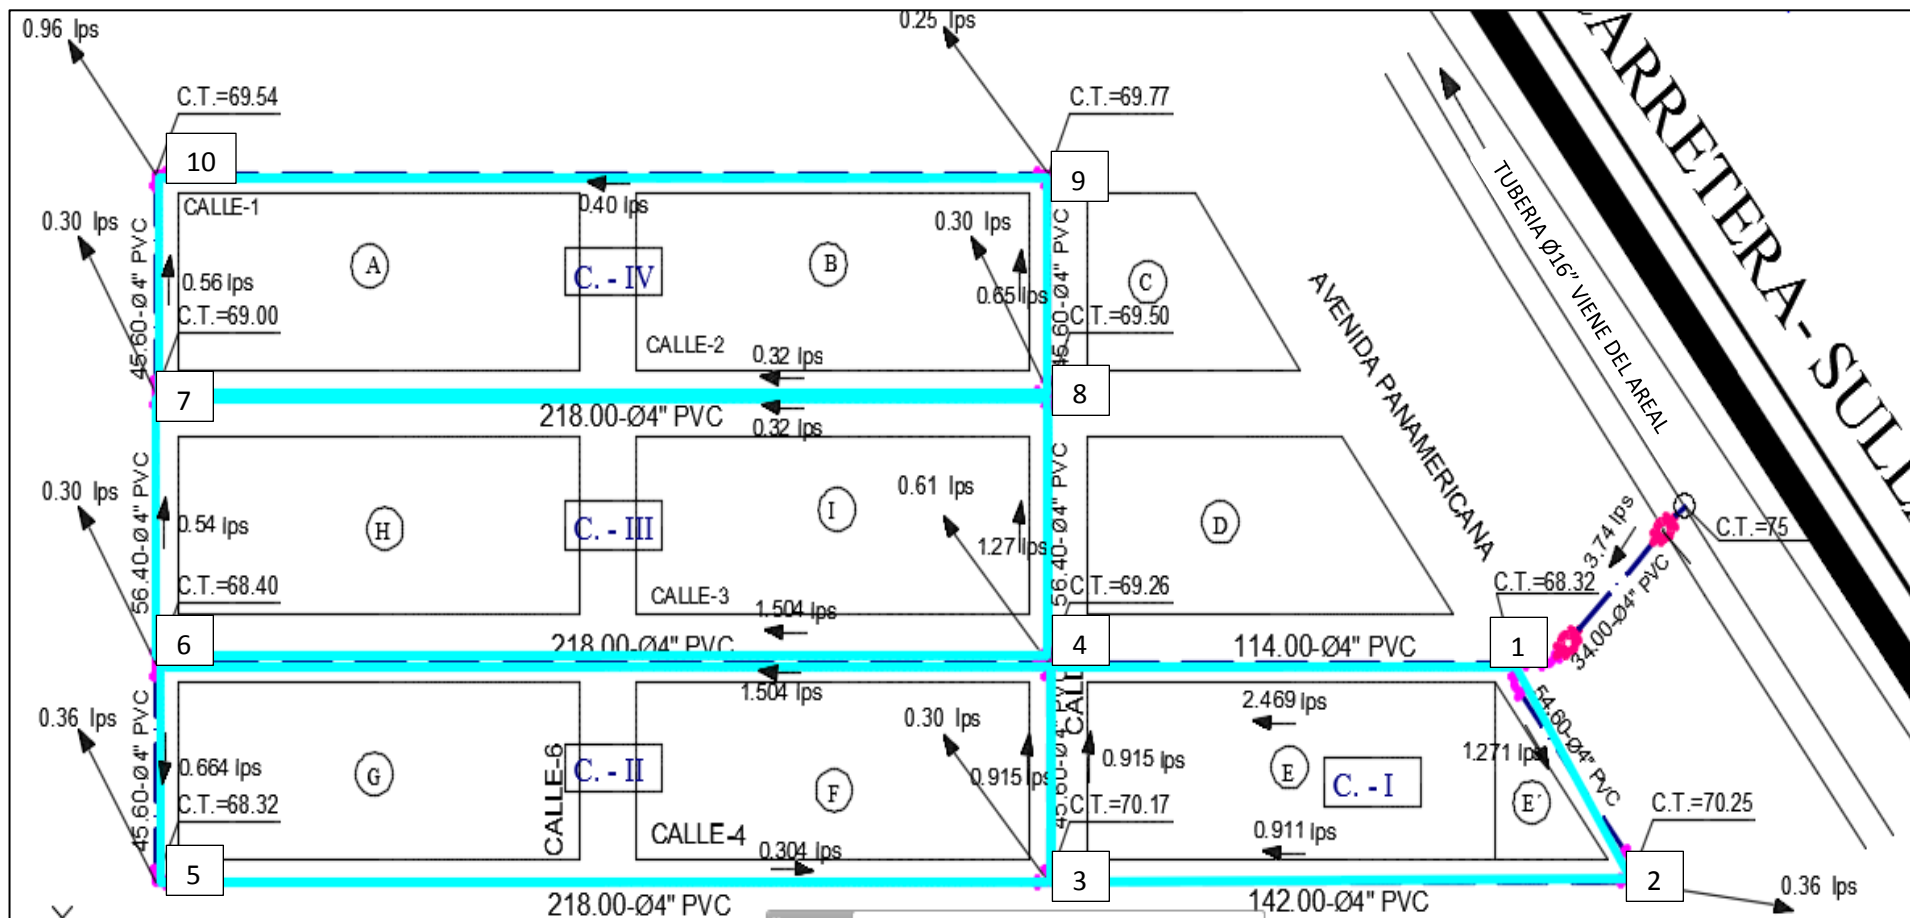 0.96 lps
0.25 lps
C.T.=69.54
C.T.=69.77
10
9
CALLE-1
0.40 lps
0.30 lps
0.30 lps
45.60-Ø4" PVC
A
C. - IV
B
C
0.56 lps
0.65 lps
45.60-Ø4" PVC
C.T.=69.00
C.T.=69.50
CALLE-2
0.32 lps
7
8
218.00-Ø4" PVC
0.32 lps
CARRETERA - SULL
TUBERIA Ø16" VIENE DEL AREAL
AVENIDA PANAMERICANA
0.30 lps
0.61 lps
56.40-Ø4" PVC
0.54 lps
H
C. - III
I
1.27 lps
56.40-Ø4" PVC
D
3.74 lps
C.T.=75
34.00-Ø4" PVC
C.T.=68.40
CALLE-3
C.T.=69.26
C.T.=68.32
1.504 lps
6
218.00-Ø4" PVC
4
114.00-Ø4" PVC
1
1.504 lps
2.469 lps
54.60-Ø4" PVC
0.36 lps
0.30 lps
45.60-Ø4" PVC
0.664 lps
G
CALLE-6
C. - II
F
0.915 lps
45.60-Ø4" PVC
0.915 lps
E
C. - I
E´
1.271 lps
C.T.=68.32
C.T.=70.17
C.T.=70.25
CALLE-4
0.304 lps
0.911 lps
5
3
2
218.00-Ø4" PVC
142.00-Ø4" PVC
0.36 lps